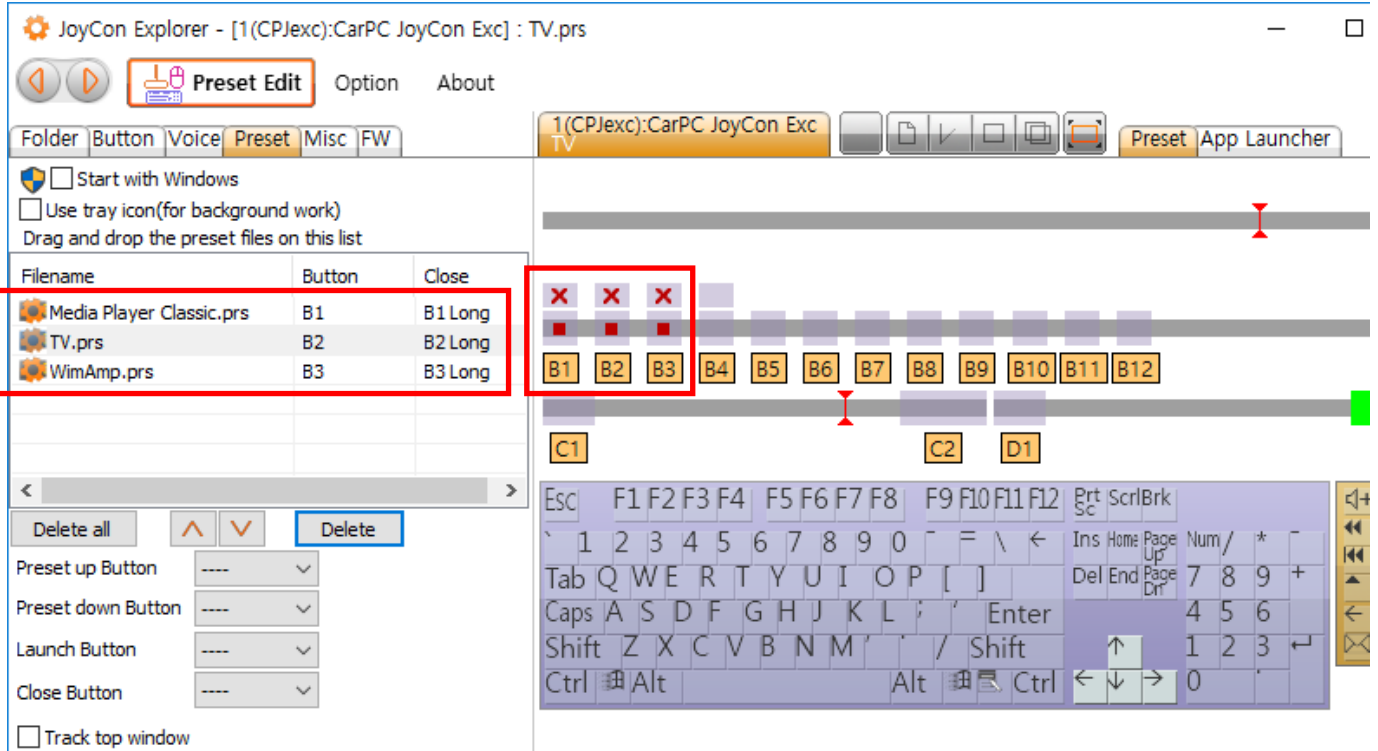 JoyCon Explorer - [1(CPJexc):CarPC JoyCon Exc] : TV.prs
Preset Edit Option About
Folder Button Voice Preset Misc FW
1(CPJexc):CarPC JoyCon Exc
TV
Preset App Launcher
Start with Windows
Use tray icon(for background work)
Drag and drop the preset files on this list
Filename Button Close
Media Player Classic.prs B1 B1 Long
TV.prs B2 B2 Long
WimAmp.prs B3 B3 Long
B1 B2 B3 B4 B5 B6 B7 B8 B9 B10 B11 B12
C1 C2 D1
Delete all Delete
Preset up Button ----
Preset down Button ----
Launch Button ----
Close Button ----
Track top window
Esc F1 F2 F3 F4 F5 F6 F7 F8 F9 F10 F11 F12 Prt Sc Scrl Brk
` 1 2 3 4 5 6 7 8 9 0 - = \ ← Ins Home Page Up Num / * -
Tab Q W E R T Y U I O P [ ] Del End Page Dn 7 8 9 +
Caps A S D F G H J K L ; ' Enter 4 5 6
Shift Z X C V B N M ' . / Shift ↑ 1 2 3 ↵
Ctrl Alt Alt Ctrl ← ↓ → 0 .